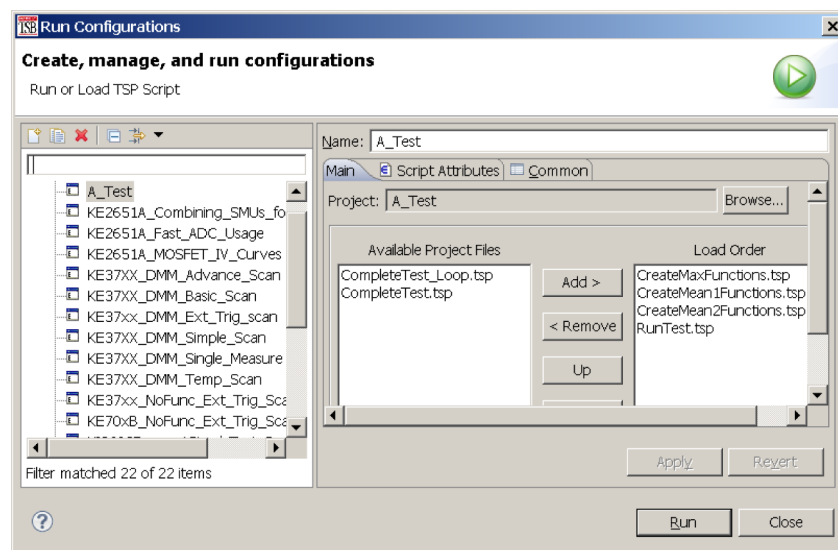 TSB Run Configurations
Create, manage, and run configurations
Run or Load TSP Script
A_Test
KE2651A_Combining_SMUs_fo
KE2651A_Fast_ADC_Usage
KE2651A_MOSFET_IV_Curves
KE37XX_DMM_Advance_Scan
KE37XX_DMM_Basic_Scan
KE37xx_DMM_Ext_Trig_scan
KE37XX_DMM_Simple_Scan
KE37XX_DMM_Single_Measure
KE37XX_DMM_Temp_Scan
KE37xx_NoFunc_Ext_Trig_Sca
KE70xB_NoFunc_Ext_Trig_Sca
Filter matched 22 of 22 items
Name: A_Test
Main Script Attributes Common
Project: A_Test Browse...
Available Project Files
CompleteTest_Loop.tsp
CompleteTest.tsp
Add >
< Remove
Up
Load Order
CreateMaxFunctions.tsp
CreateMean1Functions.tsp
CreateMean2Functions.tsp
RunTest.tsp
Apply Revert
? Run Close